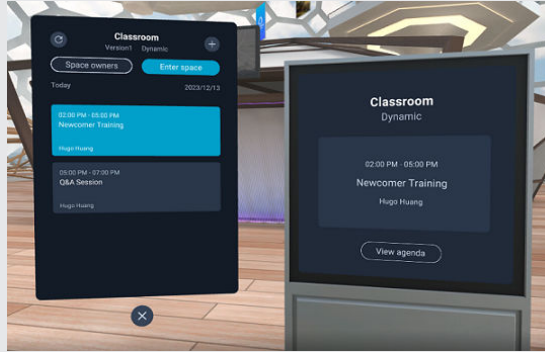 Classroom
Version1 Dynamic
Space owners
Enter space
Today
2023/12/13
02:00 PM - 05:00 PM
Newcomer Training
Hugo Huang
05:00 PM - 07:00 PM
Q&A Session
Hugo Huang
Classroom
Dynamic
02:00 PM - 05:00 PM
Newcomer Training
Hugo Huang
View agenda